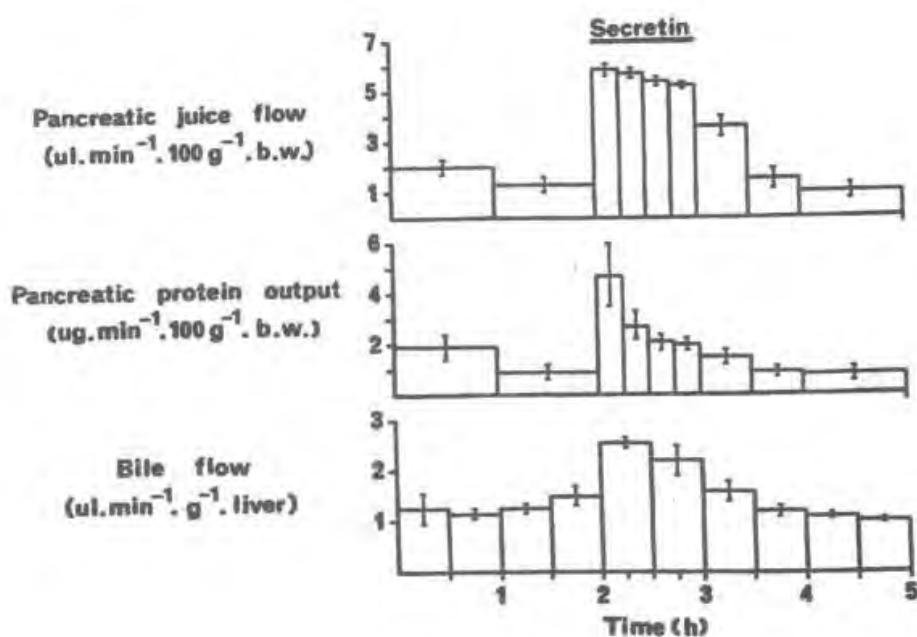 Secretin
Pancreatic juice flow
(ul.min⁻¹.100 g⁻¹.b.w.)
7
5
3
1
Pancreatic protein output
(ug.min⁻¹.100 g⁻¹.b.w.)
6
4
2
Bile flow
(ul.min⁻¹.g⁻¹.liver)
3
2
1
1 2 3 4 5
Time (h)